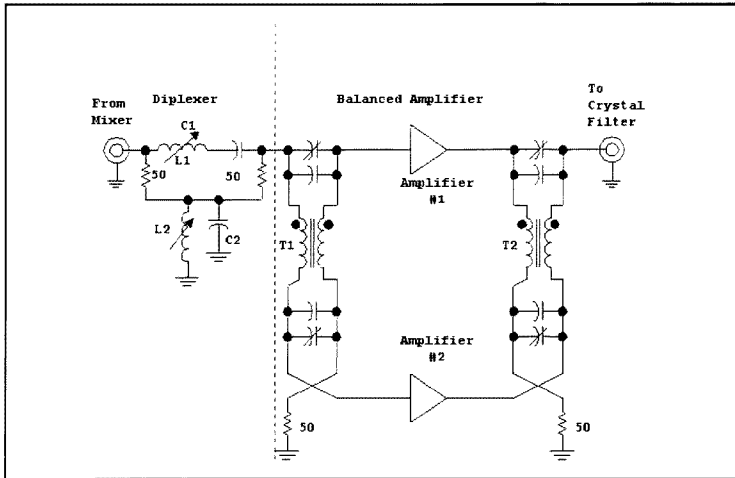 From
Mixer
Diplexer
Balanced Amplifier
To
Crystal
Filter
C1
L1
50
50
L2
C2
Amplifier
#1
T1
T2
Amplifier
#2
50
50